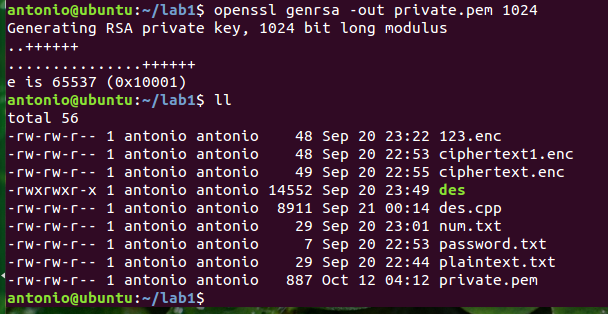 antonio@ubuntu:~/lab1$ openssl genrsa -out private.pem 1024
Generating RSA private key, 1024 bit long modulus
..++++++
...............++++++
e is 65537 (0x10001)
antonio@ubuntu:~/lab1$ ll
total 56
-rw-rw-r-- 1 antonio antonio    48 Sep 20 23:22 123.enc
-rw-rw-r-- 1 antonio antonio    48 Sep 20 22:53 ciphertext1.enc
-rw-rw-r-- 1 antonio antonio    49 Sep 20 22:55 ciphertext.enc
-rwxrwxr-x 1 antonio antonio 14552 Sep 20 23:49 des
-rw-rw-r-- 1 antonio antonio  8911 Sep 21 00:14 des.cpp
-rw-rw-r-- 1 antonio antonio    29 Sep 20 23:01 num.txt
-rw-rw-r-- 1 antonio antonio     7 Sep 20 22:53 password.txt
-rw-rw-r-- 1 antonio antonio    29 Sep 20 22:44 plaintext.txt
-rw-rw-r-- 1 antonio antonio   887 Oct 12 04:12 private.pem
antonio@ubuntu:~/lab1$